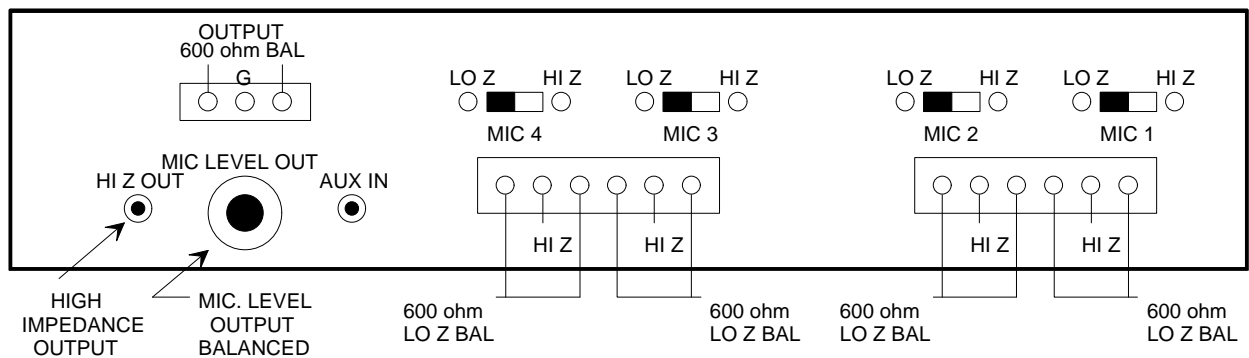 OUTPUT
600 ohm BAL
G
LO Z HI Z LO Z HI Z LO Z HI Z LO Z HI Z
MIC 4 MIC 3 MIC 2 MIC 1
MIC LEVEL OUT
HI Z OUT AUX IN
HI Z HI Z HI Z HI Z
HIGH
IMPEDANCE
OUTPUT
MIC. LEVEL
OUTPUT
BALANCED
600 ohm
LO Z BAL
600 ohm
LO Z BAL
600 ohm
LO Z BAL
600 ohm
LO Z BAL